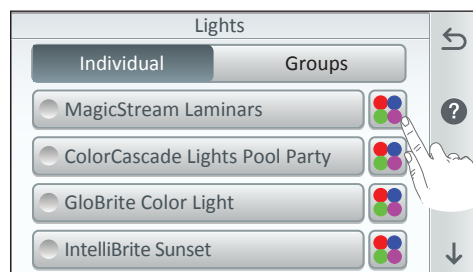 Lights
Individual Groups
MagicStream Laminars
?
ColorCascade Lights Pool Party
GloBrite Color Light
IntelliBrite Sunset